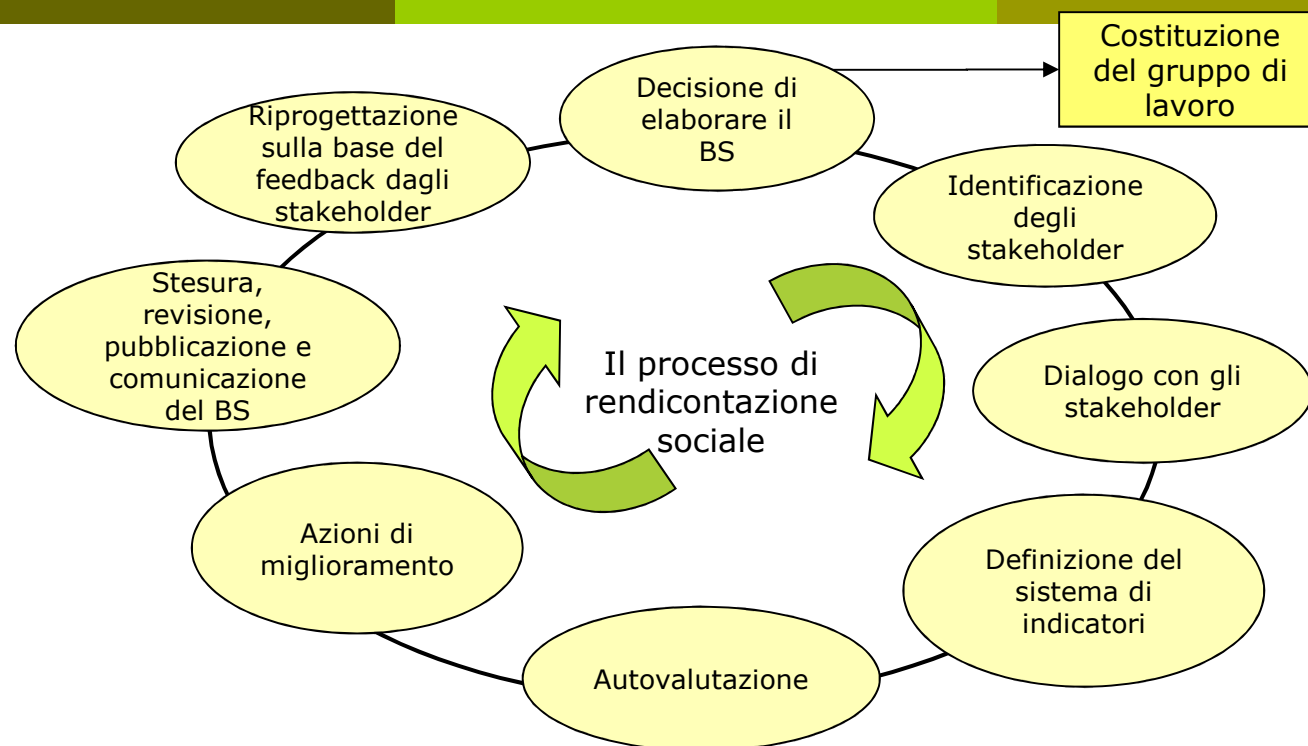 Costituzione
del gruppo di
lavoro
Decisione di
elaborare il
BS
Identificazione
degli
stakeholder
Dialogo con gli
stakeholder
Definizione del
sistema di
indicatori
Autovalutazione
Azioni di
miglioramento
Stesura,
revisione,
pubblicazione e
comunicazione
del BS
Riprogettazione
sulla base del
feedback dagli
stakeholder
Il processo di
rendicontazione
sociale